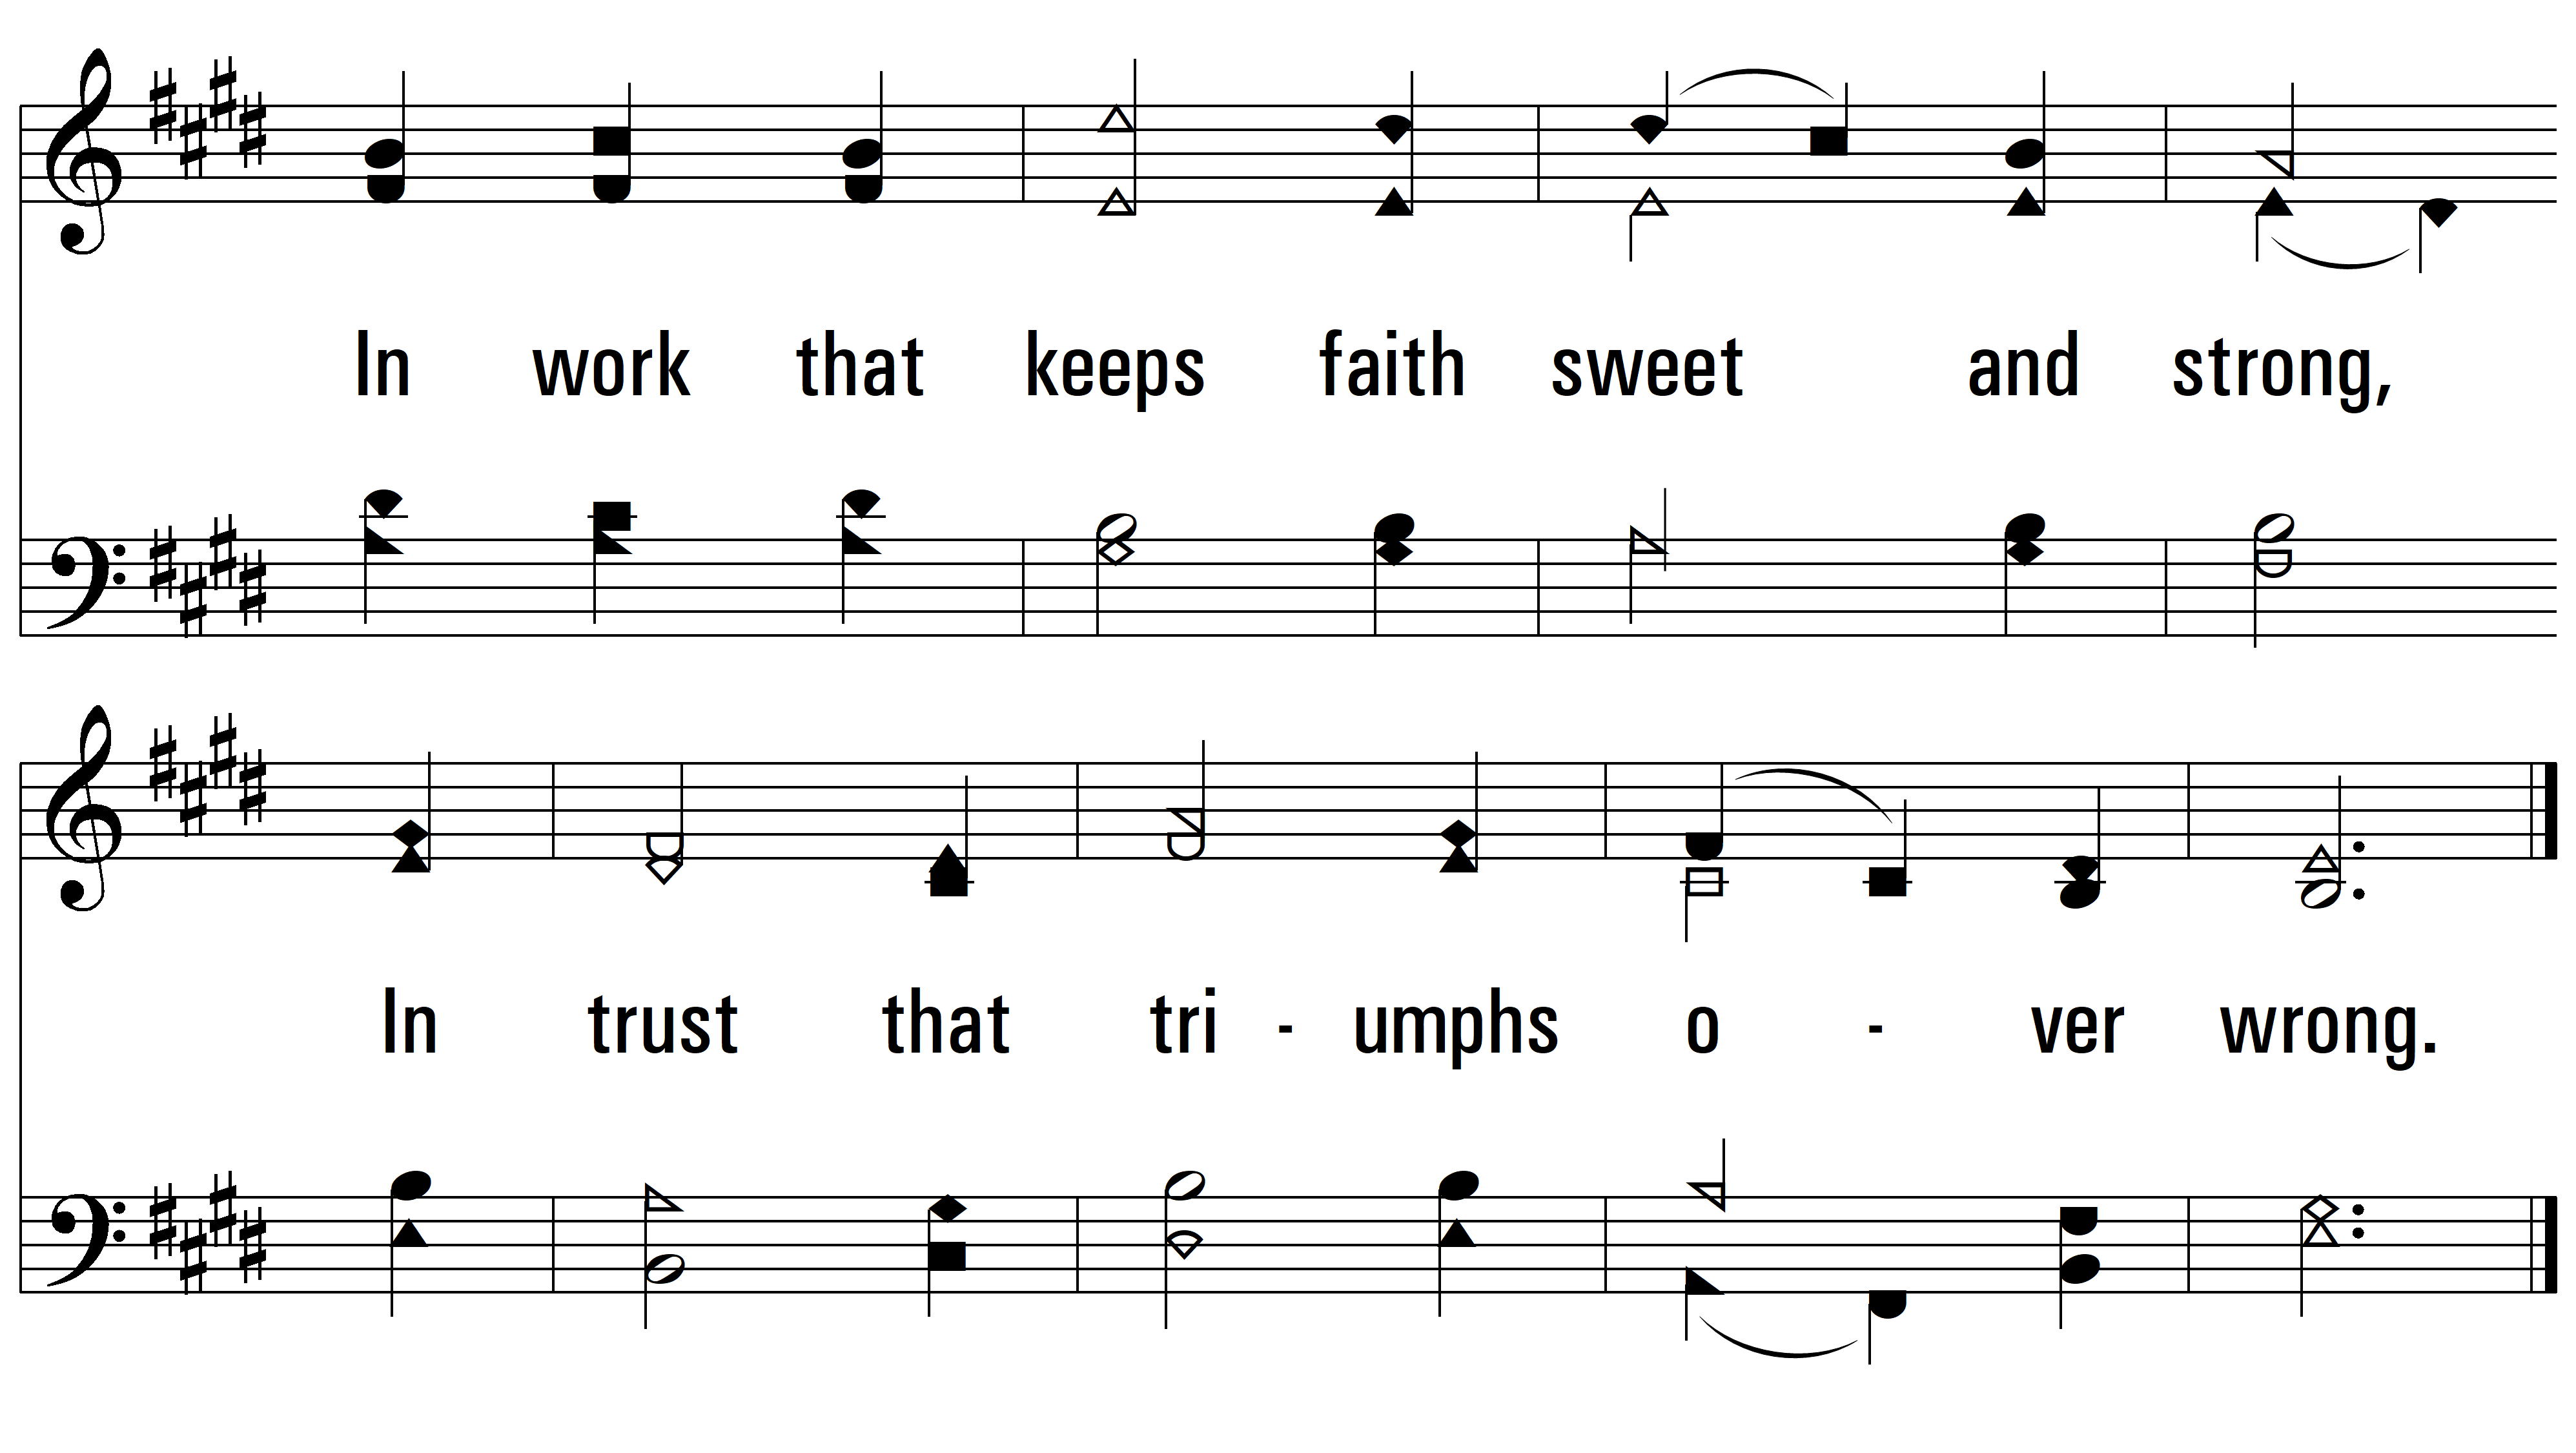 In work that keeps faith sweet and strong,
In trust that tri - umphs o - ver wrong.